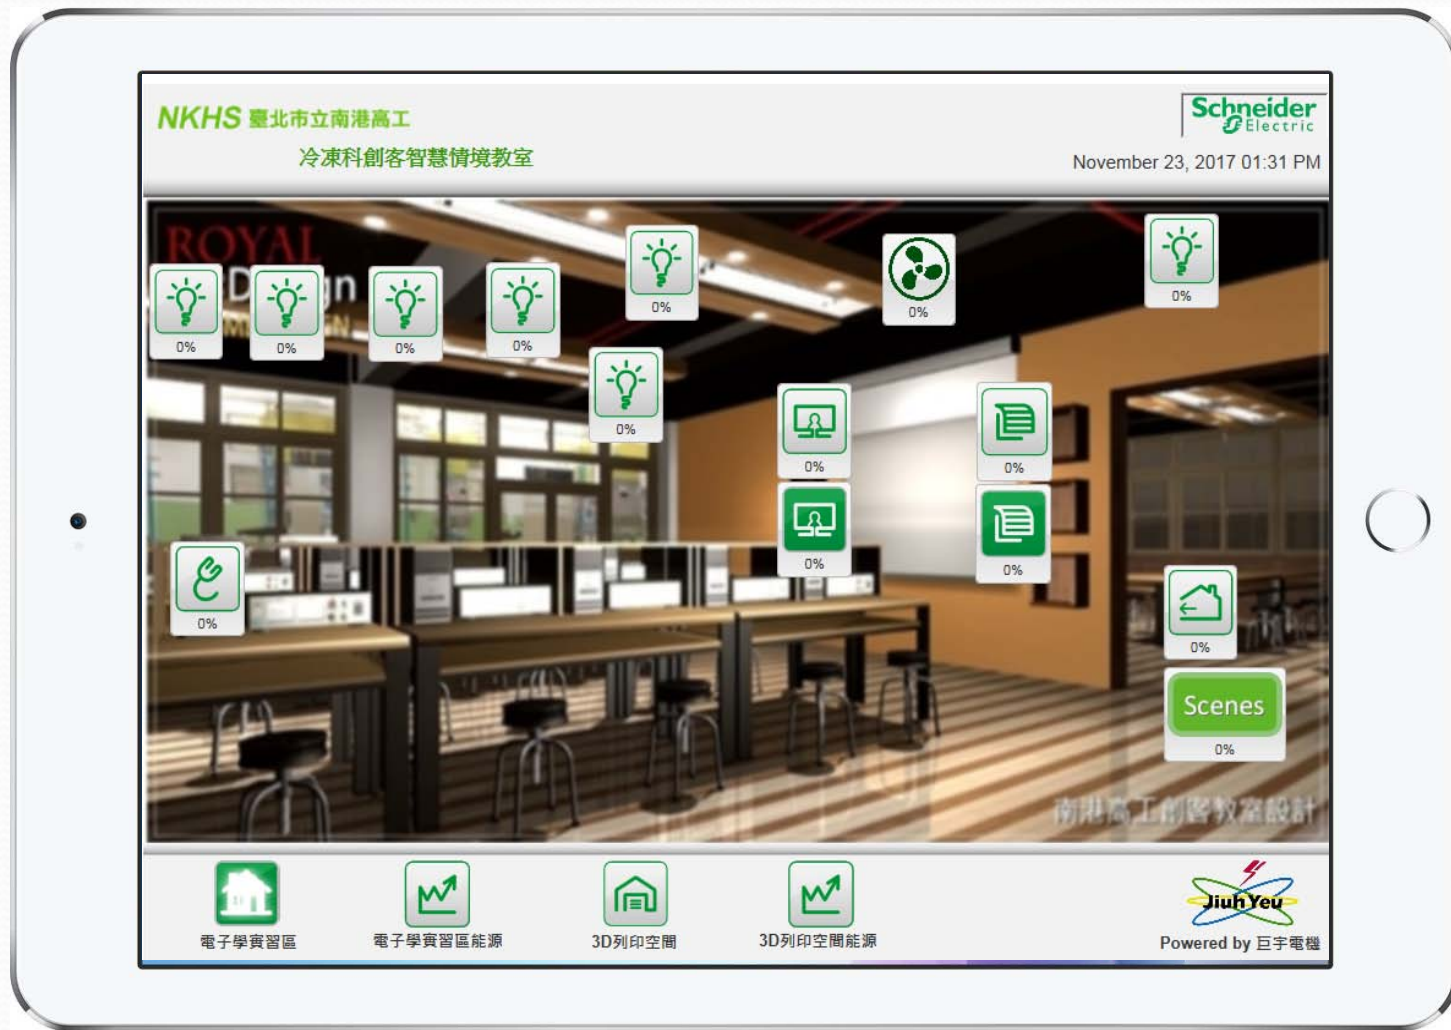 NKHS 臺北市立南港高工
冷凍科創客智慧情境教室
Schneider
Electric
November 23, 2017 01:31 PM
ROYAL
0%
0%
0%
0%
0%
0%
0%
0%
0%
0%
0%
0%
0%
0%
Scenes
0%
南港高工創客教室設計
電子學實習區
電子學實習區能源
3D列印空間
3D列印空間能源
JiuhYeu
Powered by 巨宇電機